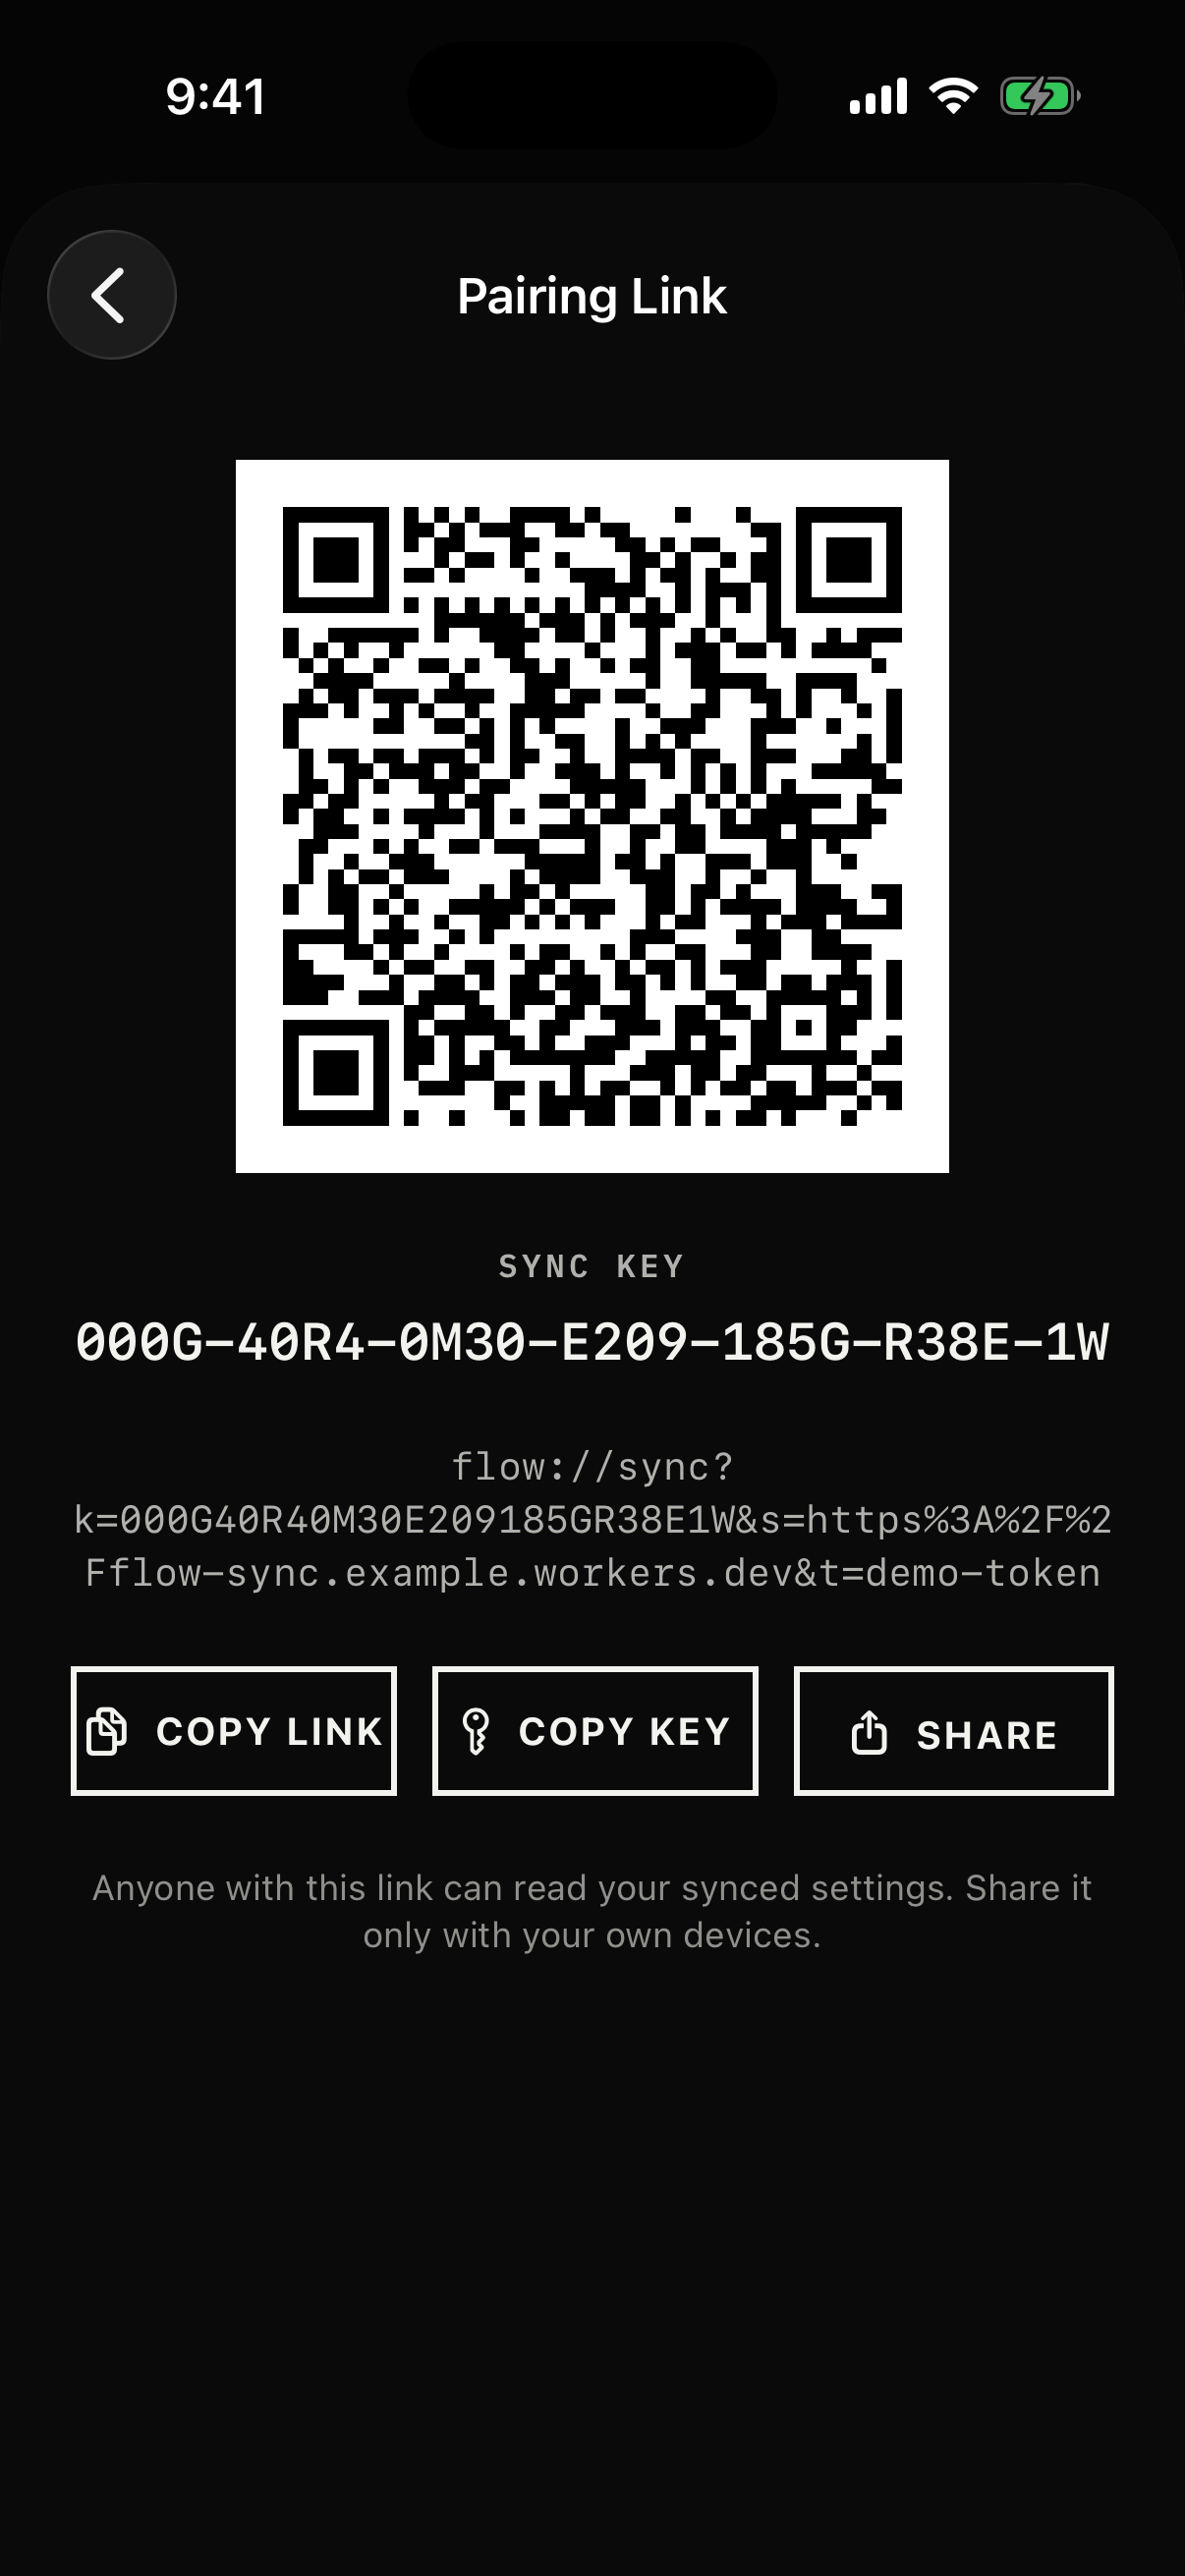 9:41
Pairing Link
SYNC KEY
000G-40R4-0M30-E209-185G-R38E-1W
flow://sync?
k=000G40R40M30E209185GR38E1W&s=https%3A%2F%2
Fflow-sync.example.workers.dev&t=demo-token
COPY LINK
COPY KEY
SHARE
Anyone with this link can read your synced settings. Share it
only with your own devices.